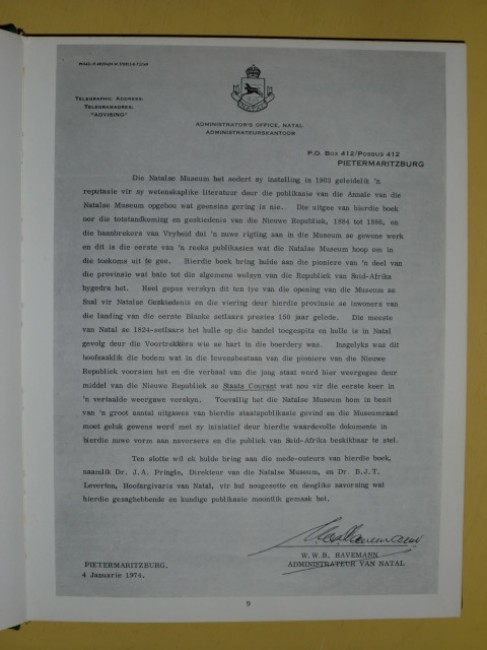 TELEGRAPHIC ADDRESS:
TELEGRAMADRES:
"ADVISING"
ADMINISTRATOR'S OFFICE, NATAL
ADMINISTRATEURSKANTOOR
P.O. BOX 412/POSBUS 412
PIETERMARITZBURG
Die Natalse Museum het sedert sy instelling in 1903 geleidelik 'n
reputasie vir sy wetenskaplike literatuur deur die publikasie van die Annale van die
Natalse Museum opgebou wat geensins gering is nie. Die uitgee van hierdie boek
oor die totstandkoming en geskiedenis van die Nieuwe Republiek, 1884 tot 1888, en
die baanbrekers van Vryheid dui 'n nuwe rigting aan in die Museum se gewone werk
en dit is die eerste van 'n reeks publikasies wat die Natalse Museum hoop om in
die toekoms uit te gee. Hierdie boek bring hulde aan die pioniers van 'n deel van
die provinsie wat baie tot die algemene welsyn van die Republiek van Suid-Afrika
bygedra het. Heel gepas verskyn dit ten tye van die opening van die Museum se
Saal vir Natalse Geskiedenis en die viering deur hierdie provinsie se inwoners van
die landing van die eerste Blanke setlaars presies 150 jaar gelede. Die meeste
van Natal se 1824-setlaars het hulle op die handel toegespits en hulle is in Natal
gevolg deur die Voortrekkers wie se hart in die boerdery was. Insgelyks was dit
hoofsaaklik die bodem wat in die lewensbestaan van die pioniers van die Nieuwe
Republiek voorsien het en die verhaal van die jong staat word hier weergegee deur
middel van die Nieuwe Republiek se Staats Courant wat nou vir die eerste keer in
'n vertaalde weergawe verskyn. Toevallig het die Natalse Museum hom in besit
van 'n groot aantal uitgawes van hierdie staatspublikasie gevind en die Museumraad
moet geluk gewens word met sy inisiatief deur hierdie waardevolle dokumente in
hierdie nuwe vorm aan navorsers en die publiek van Suid-Afrika beskikbaar te stel.
Ten slotte wil ek hulde bring aan die mede-outeurs van hierdie boek,
naamlik Dr. J.A. Pringle, Direkteur van die Natalse Museum, en Dr. B.J.T.
Leverton, Hoofargivaris van Natal, vir hul nougesette en deeglike navorsing wat
hierdie gesaghebbende en kundige publikasie moontlik gemaak het.
W.W.B. HAVEMANN
PIETERMARITZBURG. ADMINISTRATEUR VAN NATAL
4 Januarie 1974.
9